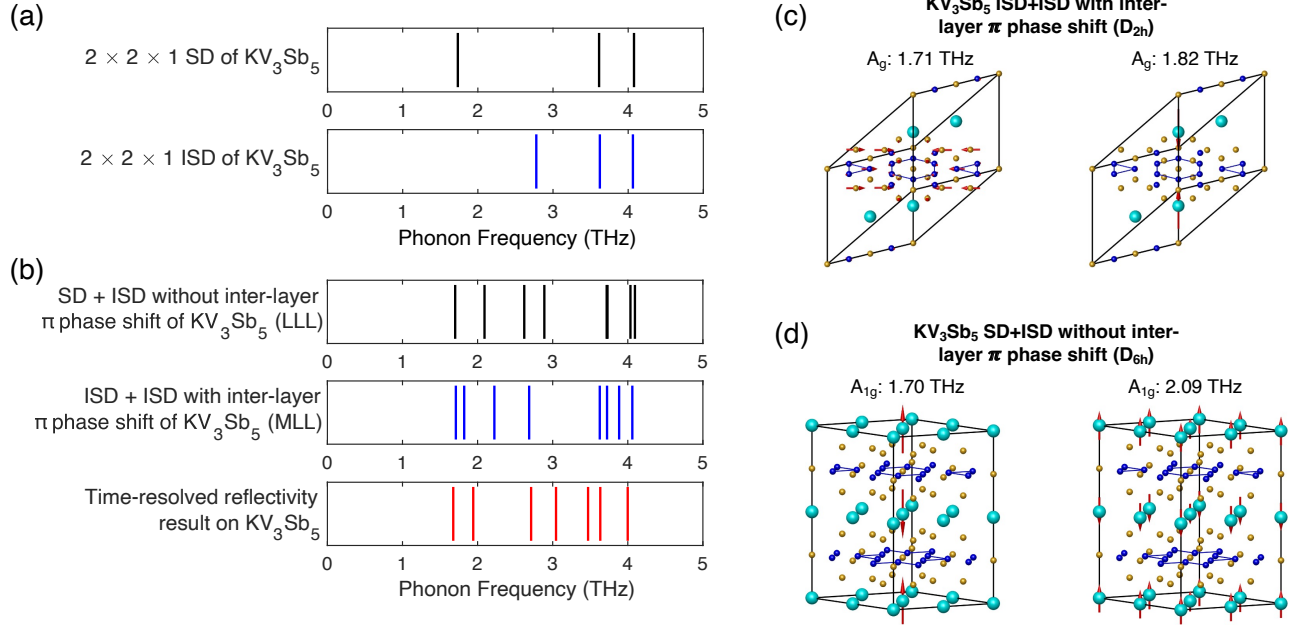 (a)
2 × 2 × 1 SD of KV3Sb5
0 1 2 3 4 5
2 × 2 × 1 ISD of KV3Sb5
0 1 2 3 4 5
Phonon Frequency (THz)
(b)
SD + ISD without inter-layer
π phase shift of KV3Sb5 (LLL)
0 1 2 3 4 5
ISD + ISD with inter-layer
π phase shift of KV3Sb5 (MLL)
0 1 2 3 4 5
Time-resolved reflectivity
result on KV3Sb5
0 1 2 3 4 5
Phonon Frequency (THz)
(c)
KV3Sb5 ISD+ISD with inter-
layer π phase shift (D2h)
Ag: 1.71 THz
Ag: 1.82 THz
(d)
KV3Sb5 SD+ISD without inter-
layer π phase shift (D6h)
A1g: 1.70 THz
A1g: 2.09 THz